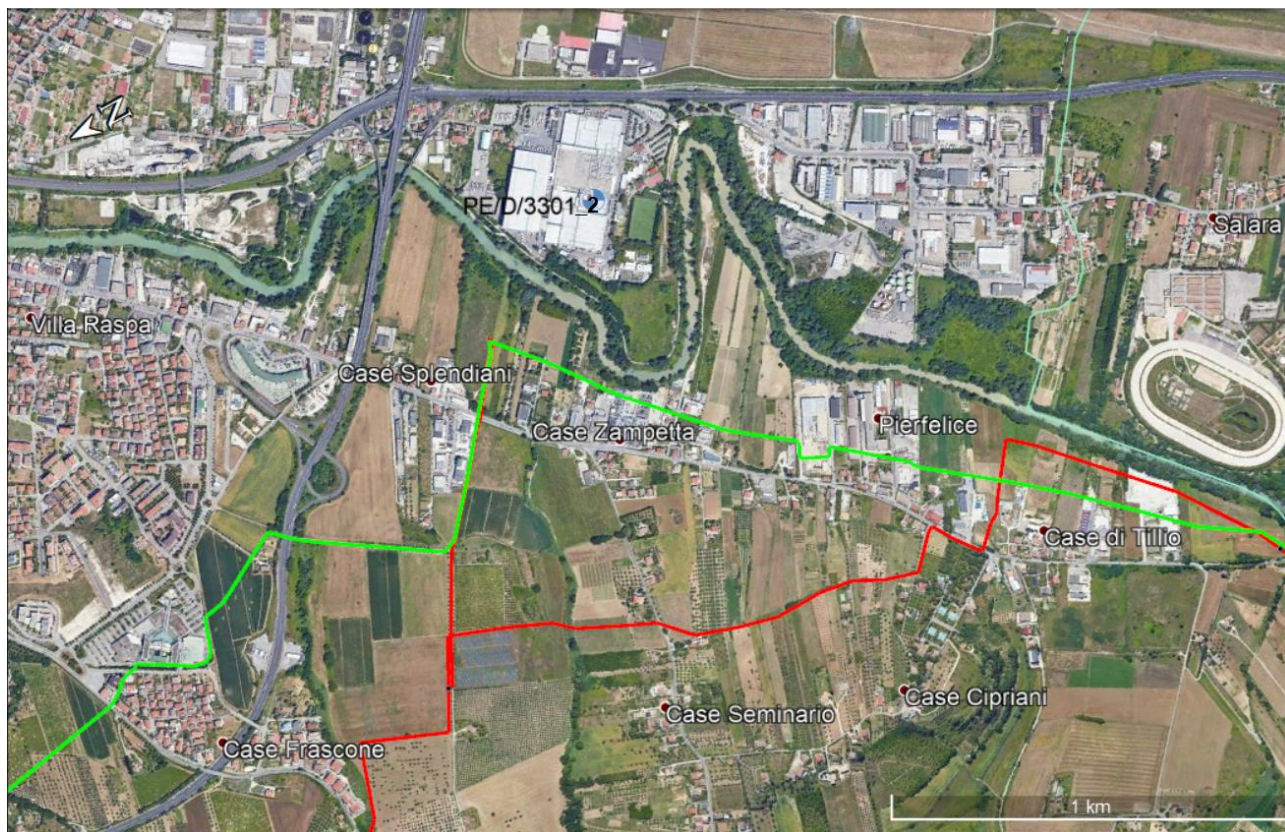 N
PE/D/3301_2
Salara
Villa Raspa
Case Splendiani
Case Zampetta
Pierfelice
Case di Tillio
Case Cipriani
Case Seminario
Case Frascone
1 km